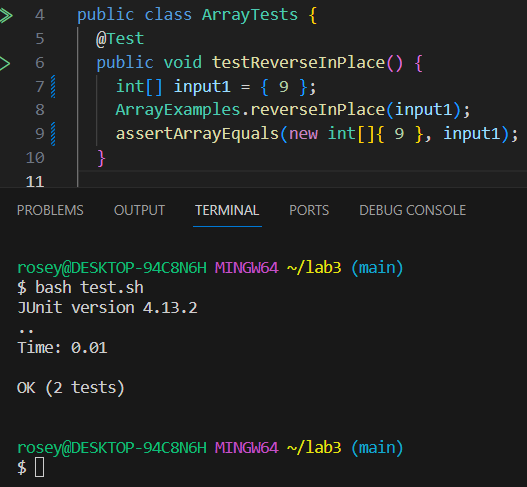 4 public class ArrayTests {
5 @Test
6 public void testReverseInPlace() {
7 int[] input1 = { 9 };
8 ArrayExamples.reverseInPlace(input1);
9 assertArrayEquals(new int[]{ 9 }, input1);
10 }
11
PROBLEMS OUTPUT TERMINAL PORTS DEBUG CONSOLE
rosey@DESKTOP-94C8N6H MINGW64 ~/lab3 (main)
$ bash test.sh
JUnit version 4.13.2
..
Time: 0.01
OK (2 tests)
rosey@DESKTOP-94C8N6H MINGW64 ~/lab3 (main)
$